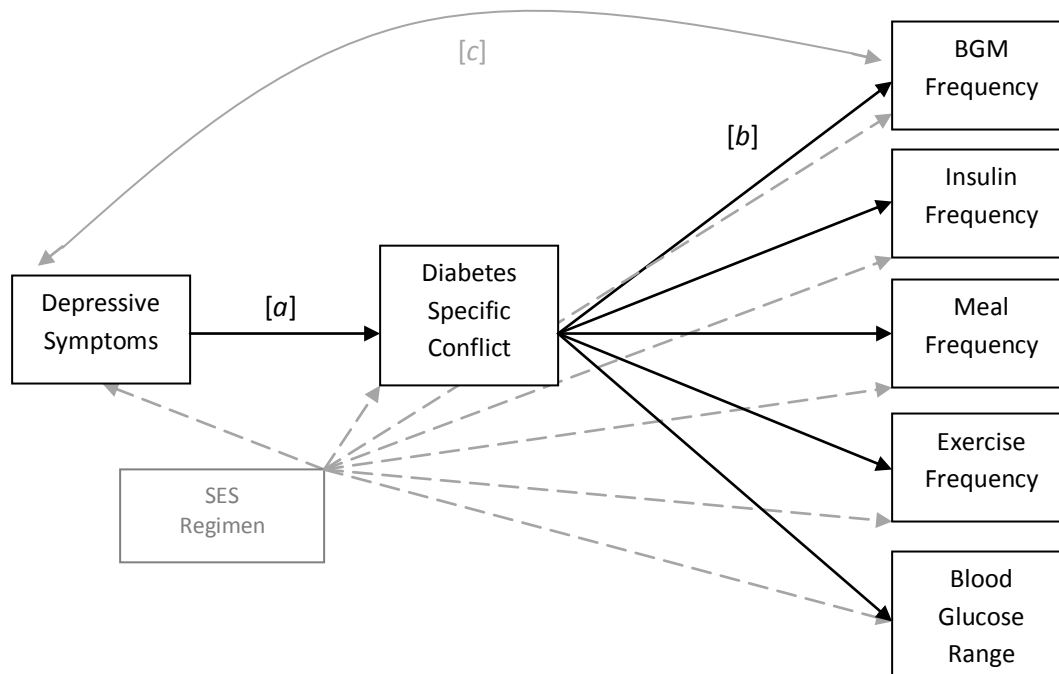 [c]
BGM
Frequency
[b]
Insulin
Frequency
Depressive
Symptoms
[a]
Diabetes
Specific
Conflict
Meal
Frequency
SES
Regimen
Exercise
Frequency
Blood
Glucose
Range